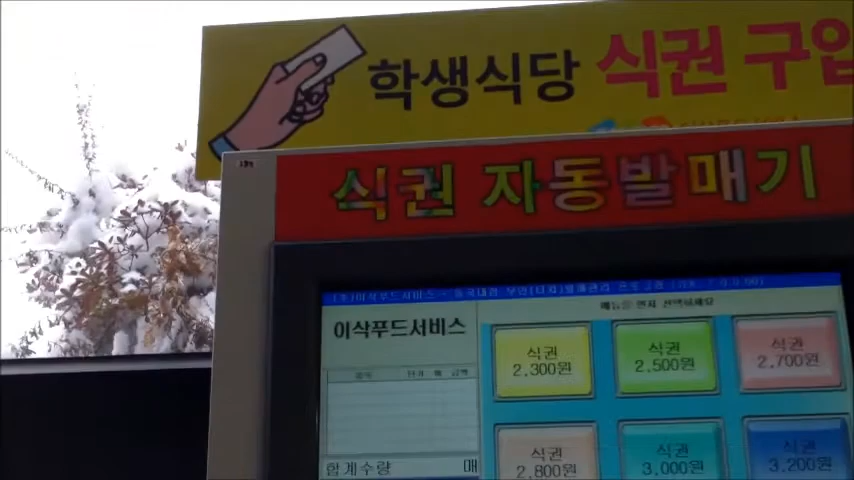 학생식당 식권 구입
식권 자동발매기
이삭푸드서비스
식권
2,300원
식권
2,500원
식권
2,700원
식권
2,800원
식권
3,000원
식권
3,200원
합계수량 매